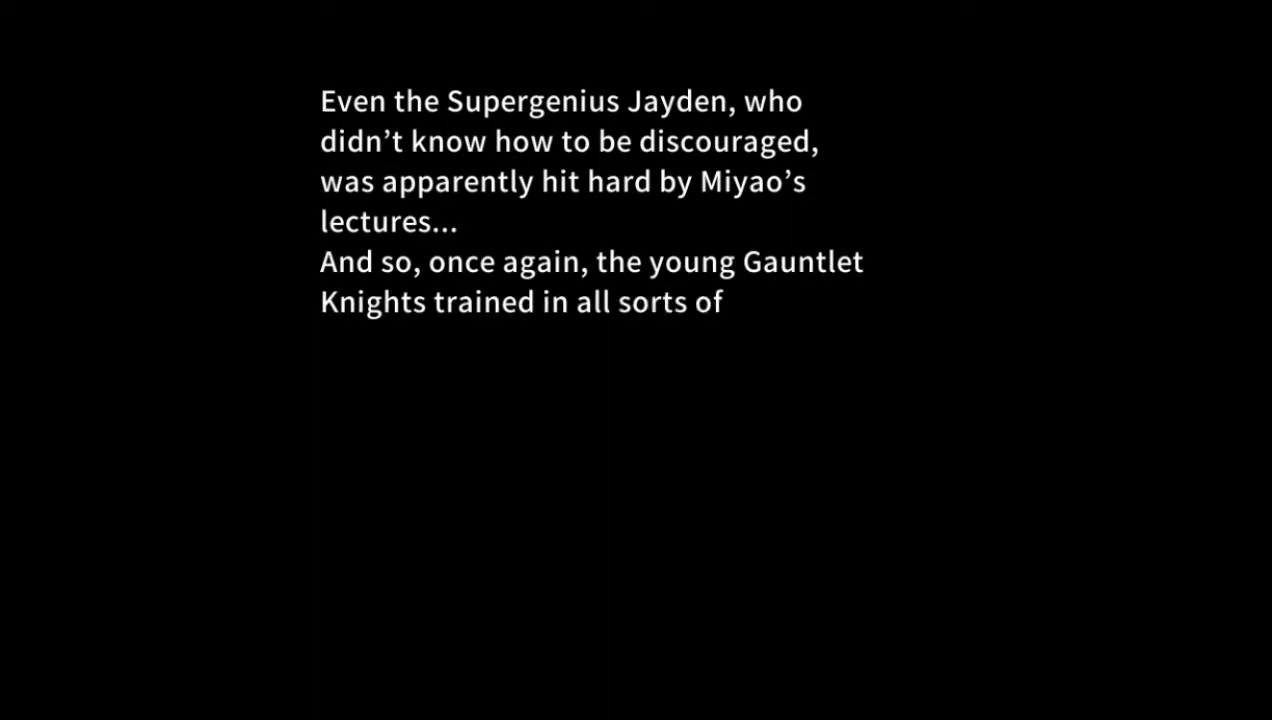 Even the Supergenius Jayden, who
didn’t know how to be discouraged,
was apparently hit hard by Miyao’s
lectures...
And so, once again, the young Gauntlet
Knights trained in all sorts of